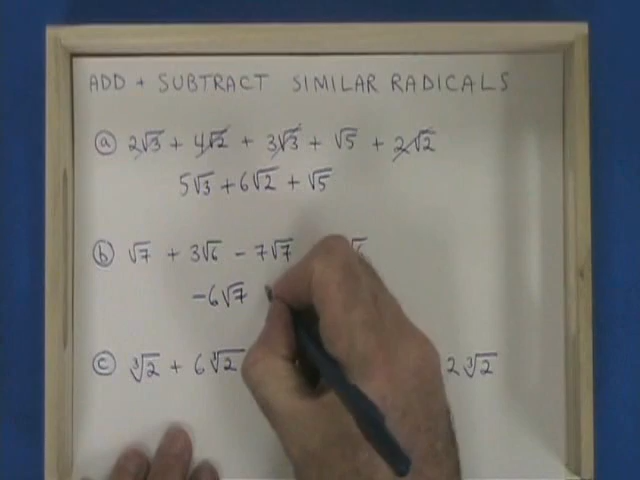 ADD + SUBTRACT SIMILAR RADICALS
ⓐ 2√3 + 4√2 + 3√3 + √5 + 2√2
5√3 + 6√2 + √5
ⓑ √7 + 3√6 - 7√7 √6
-6√7
ⓒ ∛2 + 6∛2 2∛2